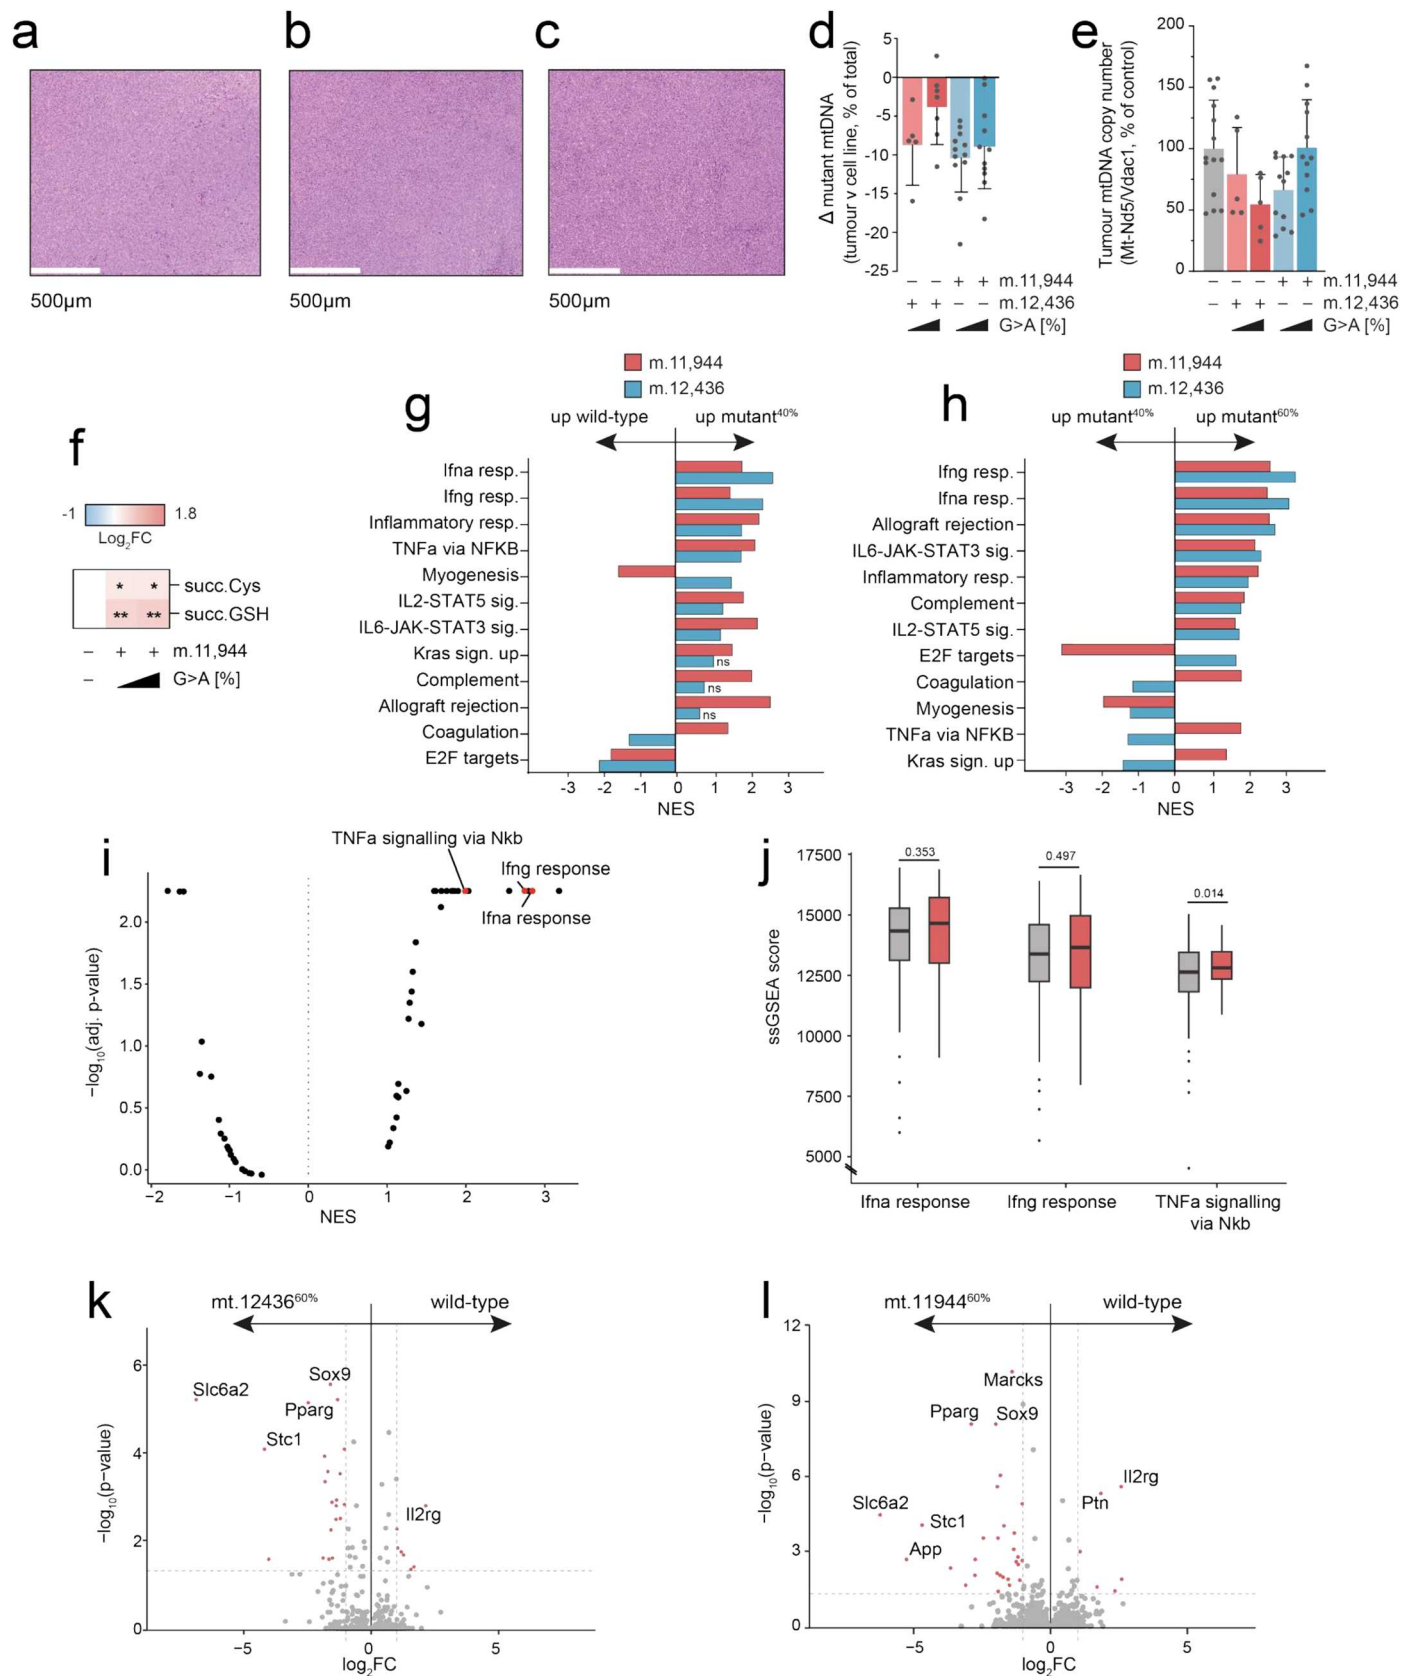 a
b
c
500µm
500µm
500µm
d
5
0
-5
-10
-15
-20
-25
Δ mutant mtDNA
(tumour v cell line, % of total)
– – + + m.11,944
+ + – – m.12,436
G>A [%]
e
200
150
100
50
0
Tumour mtDNA copy number
(Mt-Nd5/Vdac1, % of control)
– – – + + m.11,944
– + + – – m.12,436
G>A [%]
f
-1 1.8
Log2FC
* * succ.Cys
** ** succ.GSH
– + + m.11,944
– G>A [%]
g
m.11,944
m.12,436
up wild-type up mutant40%
Ifna resp.
Ifng resp.
Inflammatory resp.
TNFa via NFKB
Myogenesis
IL2-STAT5 sig.
IL6-JAK-STAT3 sig.
Kras sign. up
ns
Complement
ns
Allograft rejection
ns
Coagulation
E2F targets
-3 -2 -1 0 1 2 3
NES
h
m.11,944
m.12,436
up mutant40% up mutant60%
Ifng resp.
Ifna resp.
Allograft rejection
IL6-JAK-STAT3 sig.
Inflammatory resp.
Complement
IL2-STAT5 sig.
E2F targets
Coagulation
Myogenesis
TNFa via NFKB
Kras sign. up
-3 -2 -1 0 1 2 3
NES
i
TNFa signalling via Nkb
Ifng response
Ifna response
2.0
1.5
1.0
0.5
0.0
−log10(adj. p-value)
−2 −1 0 1 2 3
NES
j
17500
15000
12500
10000
7500
5000
ssGSEA score
0.353
0.497
0.014
Ifna response
Ifng response
TNFa signalling
via Nkb
k
mt.1243660% wild-type
6
4
2
0
−log10(p−value)
Sox9
Slc6a2
Pparg
Stc1
Il2rg
−5 0 5
log2FC
l
mt.1194460% wild-type
12
9
6
3
0
−log10(p−value)
Marcks
Pparg
Sox9
Il2rg
Ptn
Slc6a2
Stc1
App
−5 0 5
log2FC